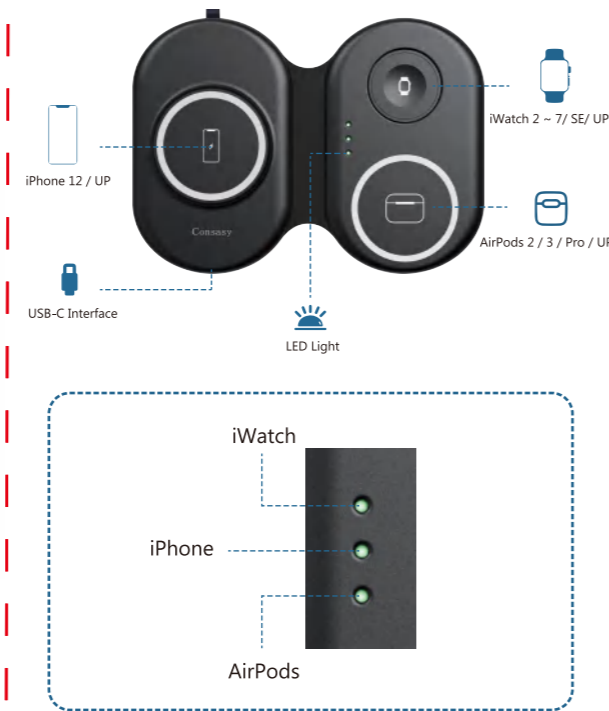 iWatch 2 ~ 7/ SE/ UP
iPhone 12 / UP
Consasy
AirPods 2 / 3 / Pro / UP
USB-C Interface
LED Light
iWatch
iPhone
AirPods